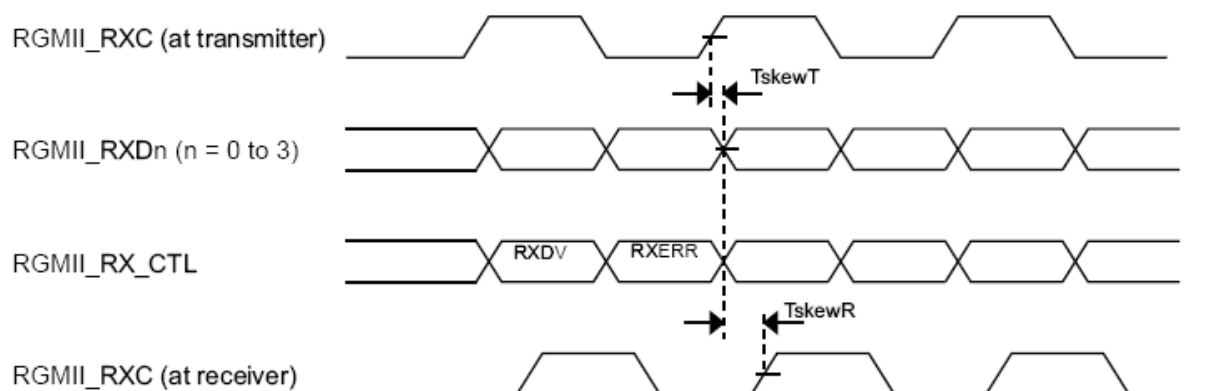 RGMII_RXC (at transmitter)
TskewT
RGMII_RXDn (n = 0 to 3)
RGMII_RX_CTL
RXDV
RXERR
TskewR
RGMII_RXC (at receiver)